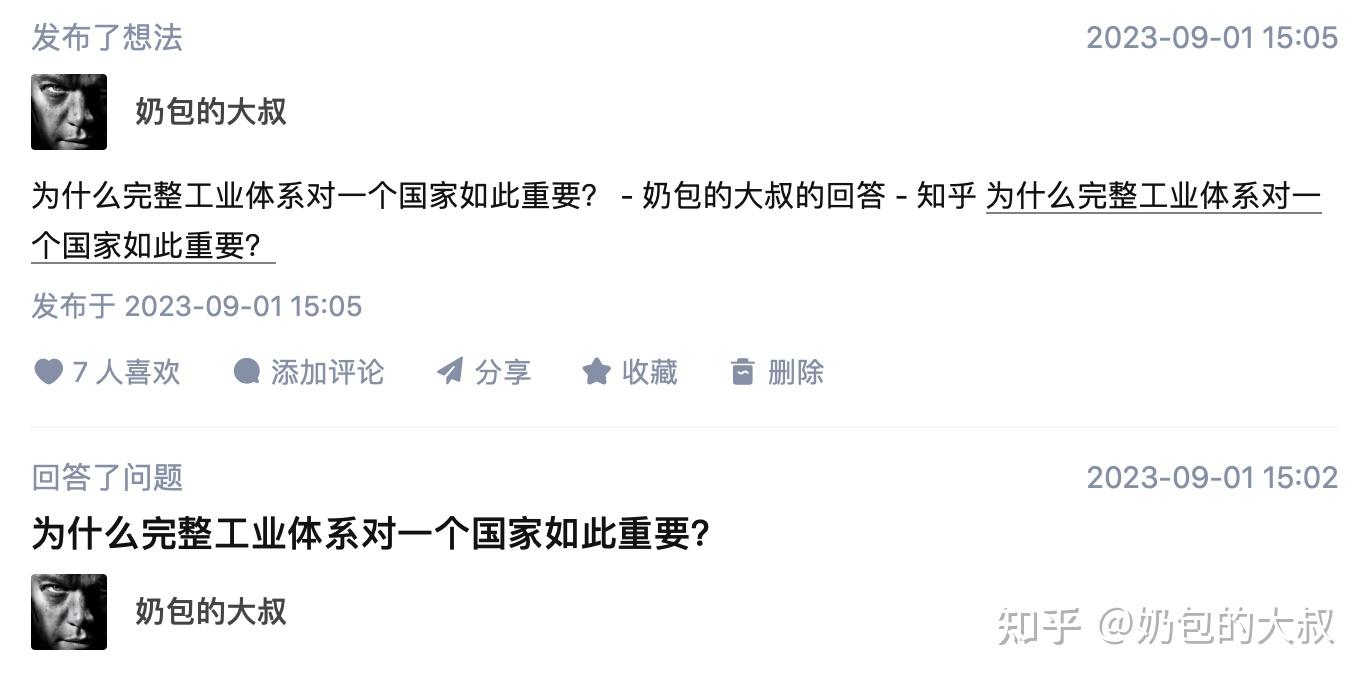 发布了想法 2023-09-01 15:05
奶包的大叔
为什么完整工业体系对一个国家如此重要？ - 奶包的大叔的回答 - 知乎 为什么完整工业体系对一
个国家如此重要？
发布于 2023-09-01 15:05
7 人喜欢 添加评论 分享 收藏 删除
回答了问题 2023-09-01 15:02
为什么完整工业体系对一个国家如此重要？
奶包的大叔
知乎 @奶包的大叔